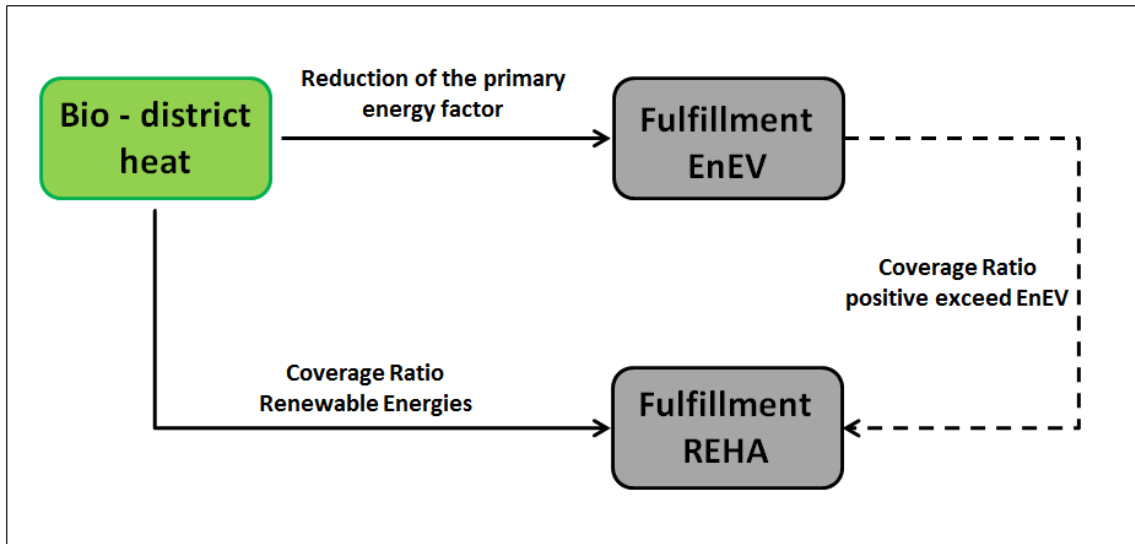 Bio - district
heat
Reduction of the primary
energy factor
Fulfillment
EnEV
Coverage Ratio
positive exceed EnEV
Coverage Ratio
Renewable Energies
Fulfillment
REHA